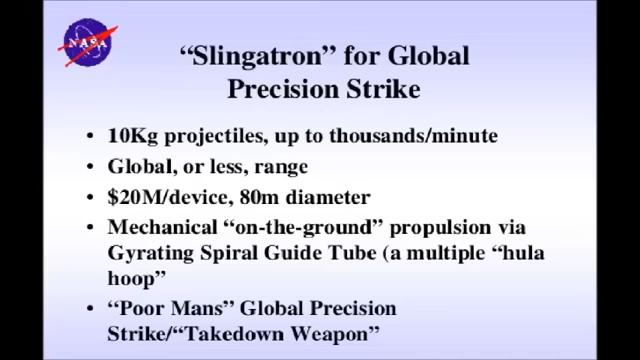 NASA
“Slingatron” for Global
Precision Strike
• 10Kg projectiles, up to thousands/minute
• Global, or less, range
• $20M/device, 80m diameter
• Mechanical “on-the-ground” propulsion via
Gyrating Spiral Guide Tube (a multiple “hula
hoop”
• “Poor Mans” Global Precision
Strike/“Takedown Weapon”